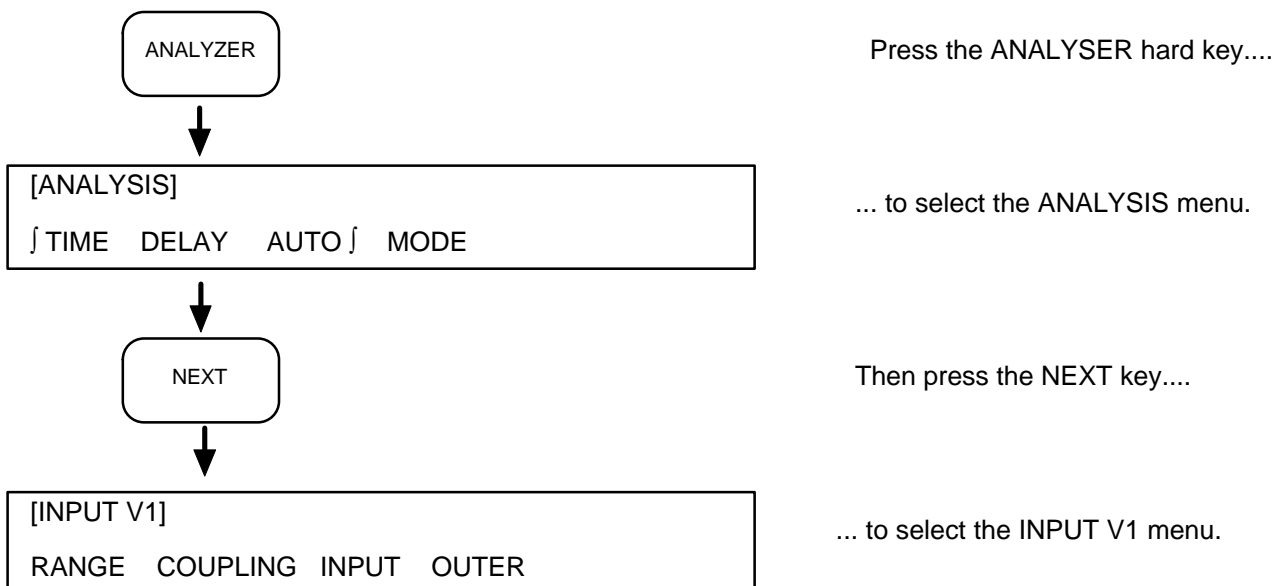 ANALYZER
Press the ANALYSER hard key....
[ANALYSIS]
∫ TIME DELAY AUTO ∫ MODE
... to select the ANALYSIS menu.
NEXT
Then press the NEXT key....
[INPUT V1]
RANGE COUPLING INPUT OUTER
... to select the INPUT V1 menu.